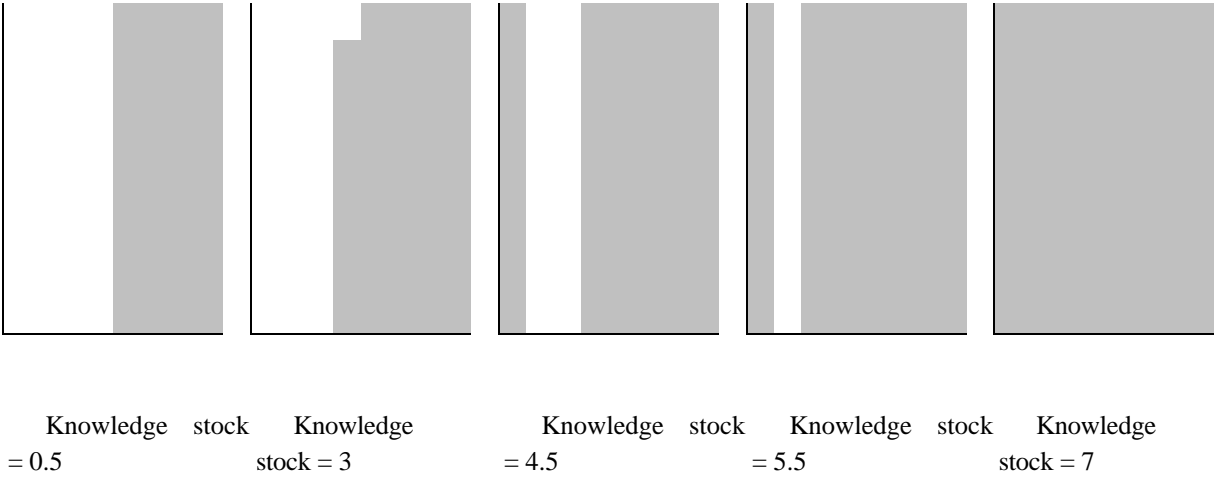 Knowledge stock = 0.5
Knowledge stock = 3
Knowledge stock = 4.5
Knowledge stock = 5.5
Knowledge stock = 7